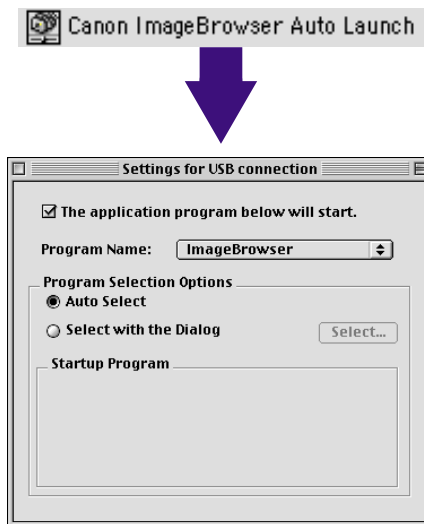 Canon ImageBrowser Auto Launch
Settings for USB connection
The application program below will start.
Program Name: ImageBrowser
Program Selection Options
Auto Select
Select with the Dialog Select...
Startup Program